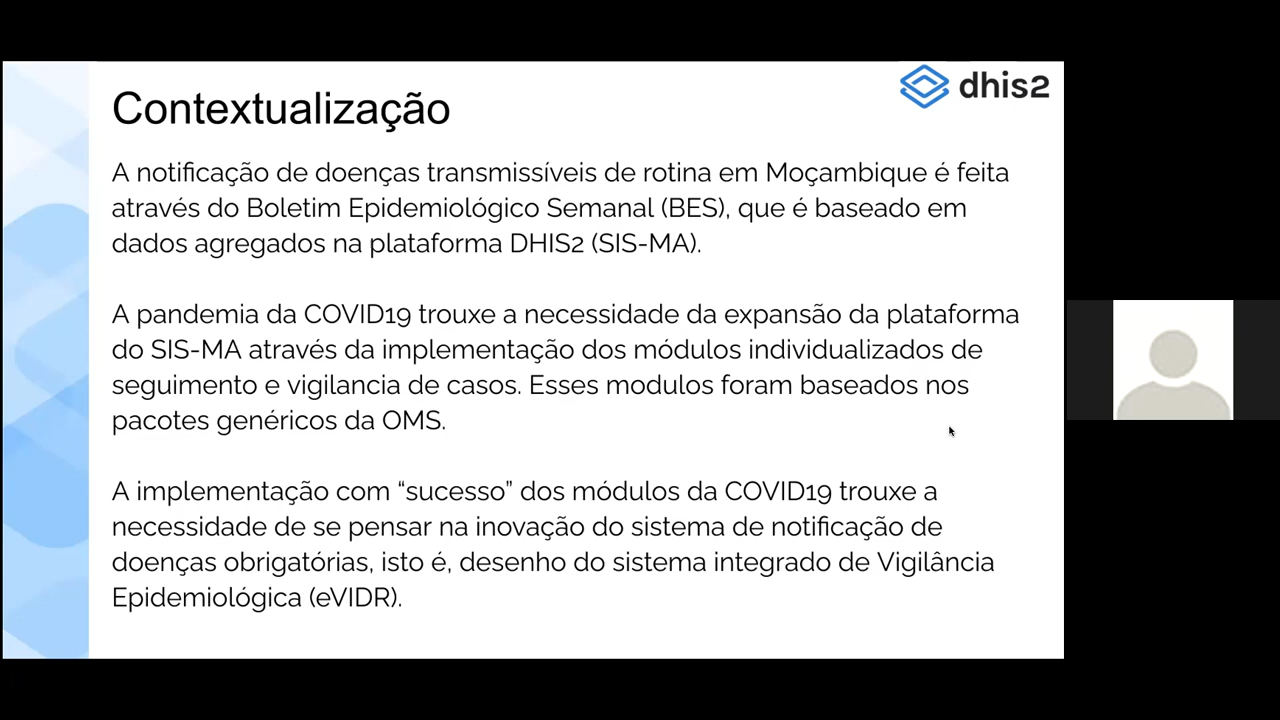 dhis2
Contextualização
A notificação de doenças transmissíveis de rotina em Moçambique é feita
através do Boletim Epidemiológico Semanal (BES), que é baseado em
dados agregados na plataforma DHIS2 (SIS-MA).
A pandemia da COVID19 trouxe a necessidade da expansão da plataforma
do SIS-MA através da implementação dos módulos individualizados de
seguimento e vigilancia de casos. Esses modulos foram baseados nos
pacotes genéricos da OMS.
A implementação com “sucesso” dos módulos da COVID19 trouxe a
necessidade de se pensar na inovação do sistema de notificação de
doenças obrigatórias, isto é, desenho do sistema integrado de Vigilância
Epidemiológica (eVIDR).